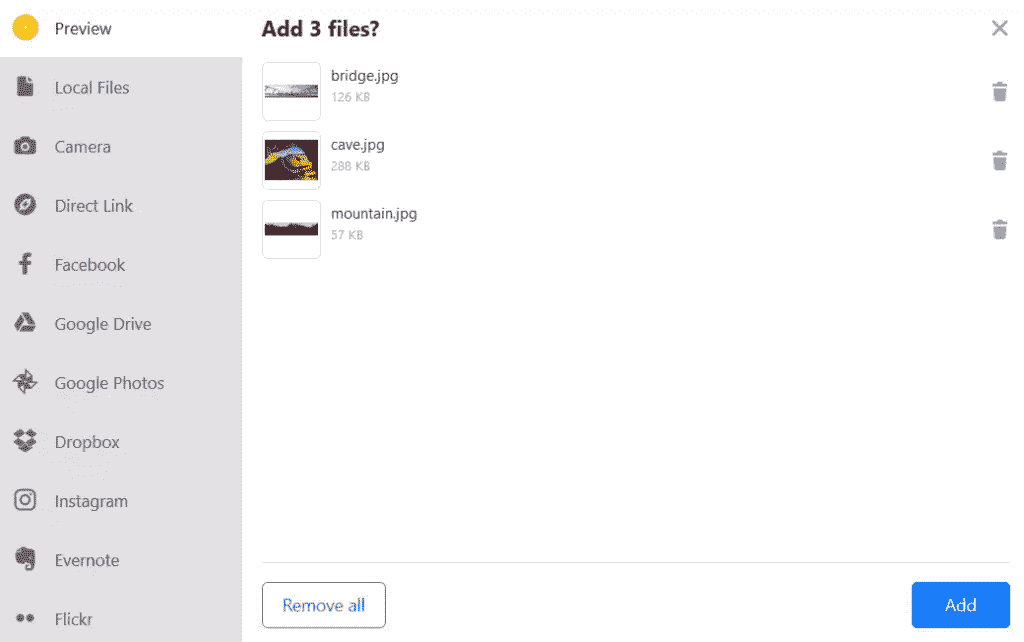 Preview
Local Files
Camera
Direct Link
Facebook
Google Drive
Google Photos
Dropbox
Instagram
Evernote
Flickr
Add 3 files?
bridge.jpg
126 KB
cave.jpg
288 KB
mountain.jpg
57 KB
Remove all
Add